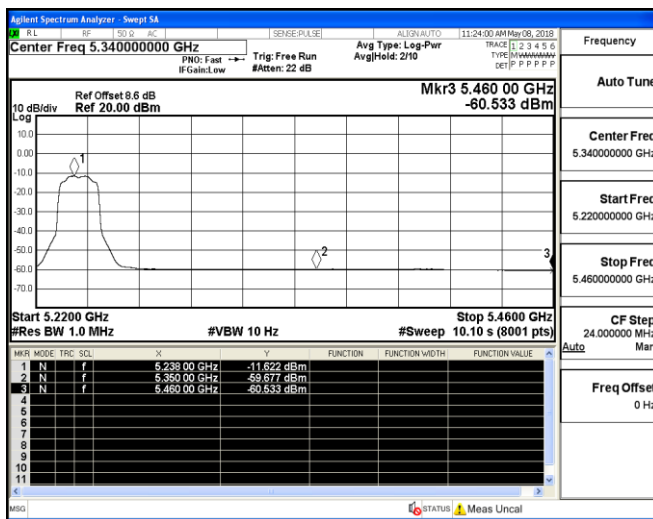 Agilent Spectrum Analyzer - Swept SA
LXI RL RF 50 Ω AC SENSE:PULSE ALIGN AUTO 11:24:00 AM May 08, 2018
Center Freq 5.340000000 GHz
PNO: Fast
IFGain:Low
Trig: Free Run
#Atten: 22 dB
Avg Type: Log-Pwr
Avg|Hold: 2/10
TRACE 1 2 3 4 5 6
TYPE MWWWWW
DET P P P P P P
Ref Offset 8.6 dB
Ref 20.00 dBm
10 dB/div
Log
Mkr3 5.460 00 GHz
-60.533 dBm
10.0
0.00
-10.0
-20.0
-30.0
-40.0
-50.0
-60.0
-70.0
1
2
3
Start 5.2200 GHz
Stop 5.4600 GHz
#Res BW 1.0 MHz #VBW 10 Hz #Sweep 10.10 s (8001 pts)
MKR MODE TRC SCL X Y FUNCTION FUNCTION WIDTH FUNCTION VALUE
1 N f 5.238 00 GHz -11.622 dBm
2 N f 5.350 00 GHz -59.677 dBm
3 N f 5.460 00 GHz -60.533 dBm
4
5
6
7
8
9
10
11
MSG STATUS Meas Uncal
Frequency
Auto Tune
Center Freq
5.340000000 GHz
Start Freq
5.220000000 GHz
Stop Freq
5.460000000 GHz
CF Step
24.000000 MHz
Auto Man
Freq Offset
0 Hz